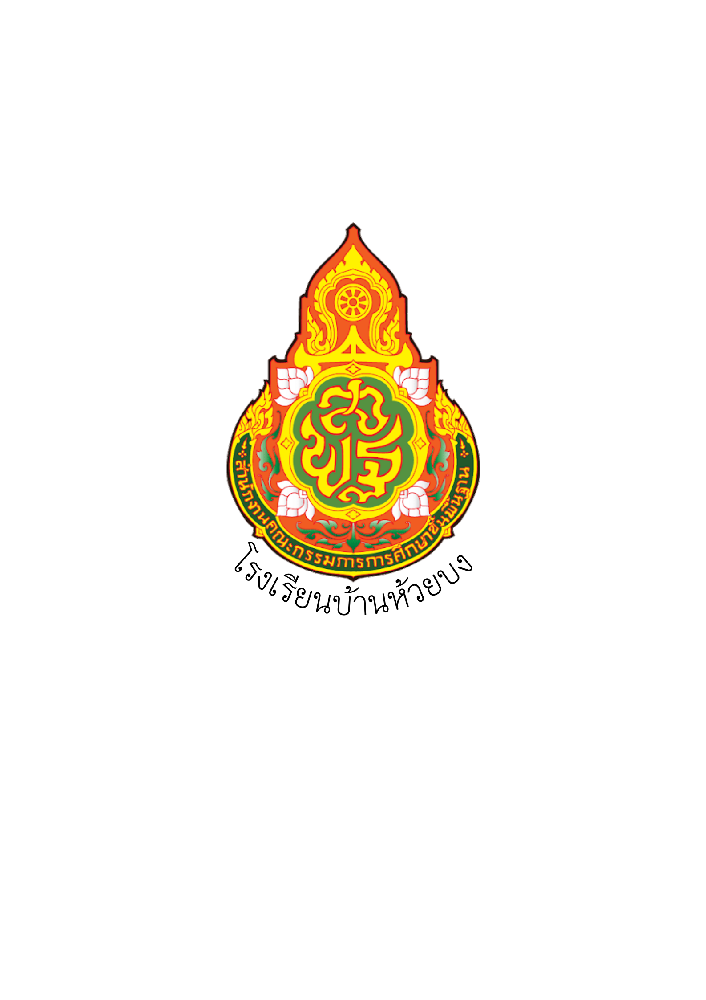 สพฐ
สำนักงานคณะกรรมการการศึกษาขั้นพื้นฐาน
โรงเรียนบ้านห้วยบง